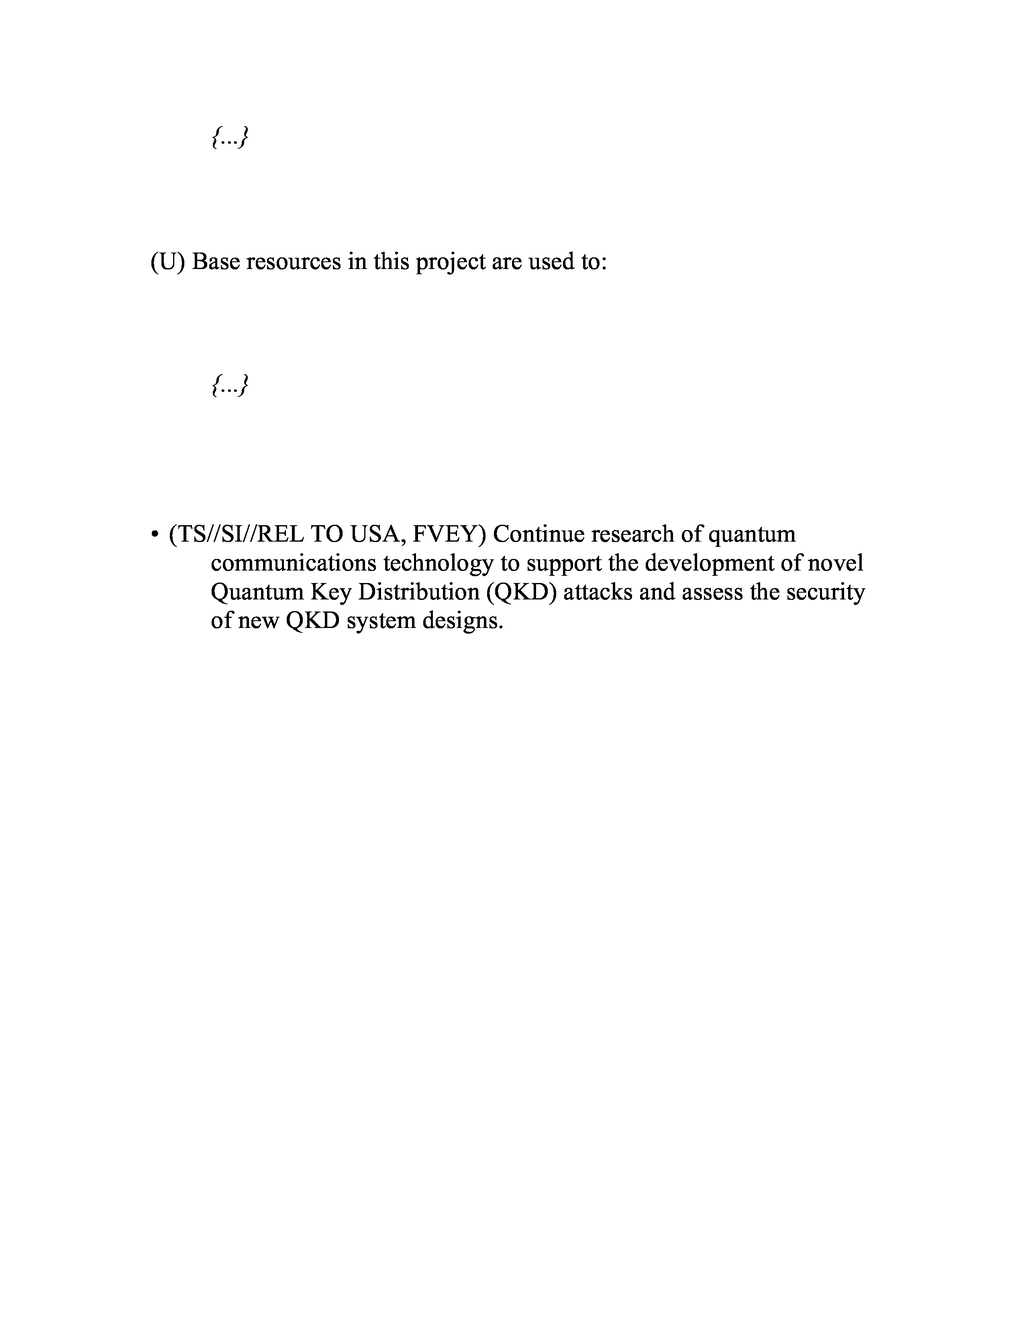 {...}
(U) Base resources in this project are used to:
{...}
• (TS//SI//REL TO USA, FVEY) Continue research of quantum
communications technology to support the development of novel
Quantum Key Distribution (QKD) attacks and assess the security
of new QKD system designs.